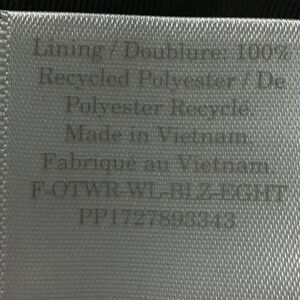 Lining / Doublure: 100%
Recycled Polyester / De
Polyester Recycle.
Made in Vietnam.
Fabriqué au Vietnam.
F-OTWR-WL-BLZ-EGHT
PP1727893343